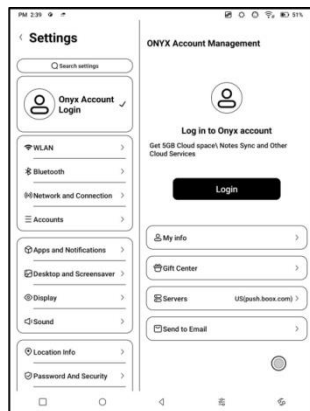 PM 2:39
51%
Settings
Search settings
Onyx Account
Login
WLAN
Bluetooth
Network and Connection
Accounts
Apps and Notifications
Desktop and Screensaver
Display
Sound
Location Info
Password And Security
ONYX Account Management
Log in to Onyx account
Get 5GB Cloud space\ Notes Sync and Other
Cloud Services
Login
My info
Gift Center
Servers
US(push.boox.com)
Send to Email